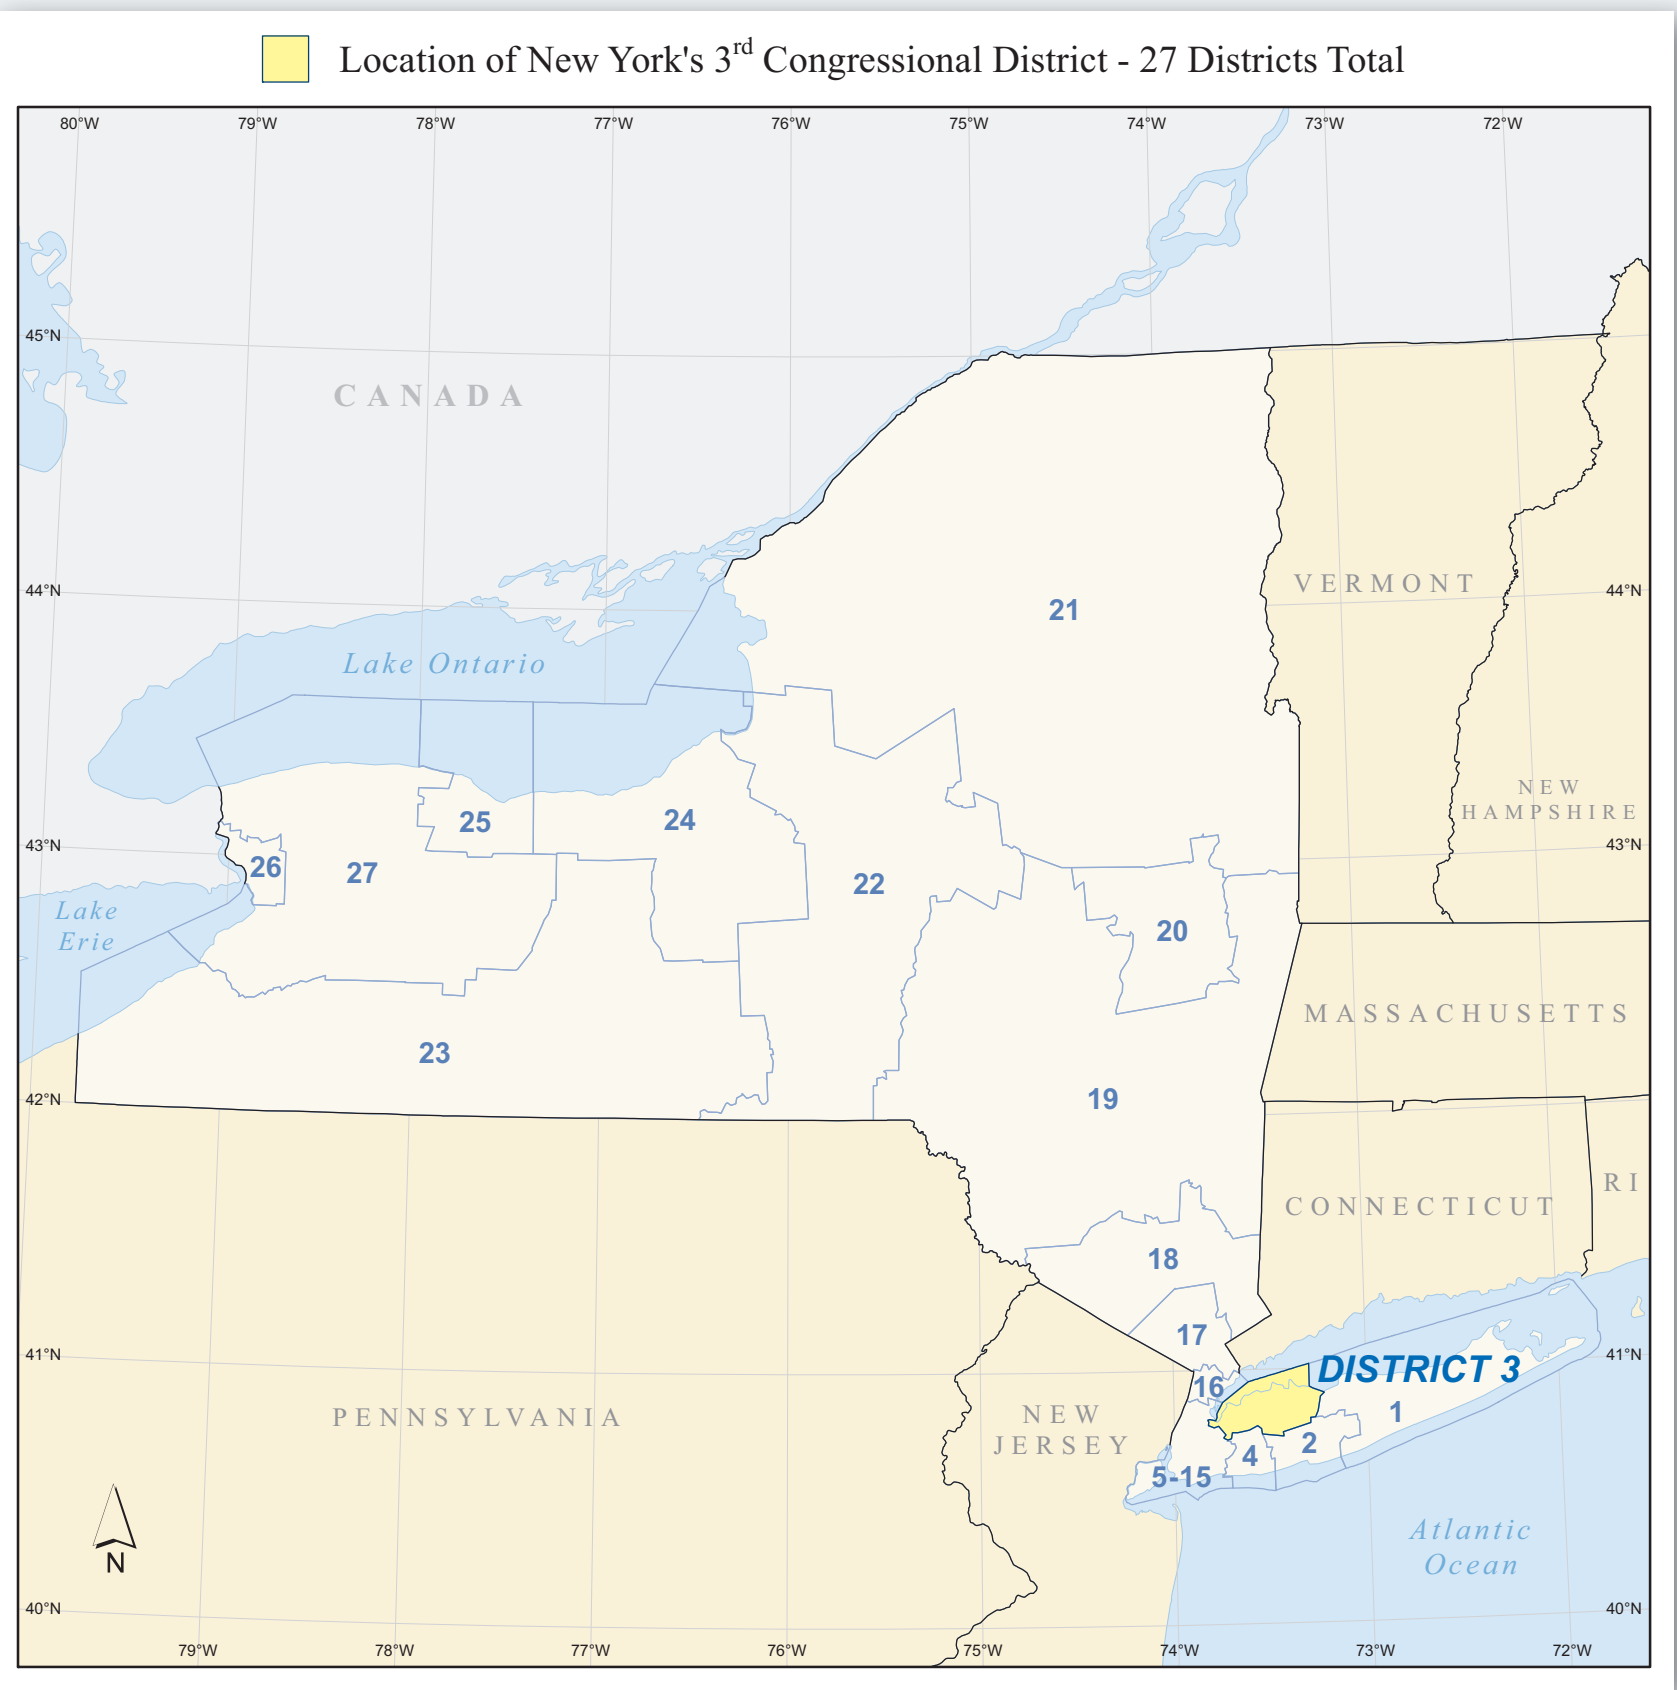 Location of New York's 3rd Congressional District - 27 Districts Total
80°W 79°W 78°W 77°W 76°W 75°W 74°W 73°W 72°W
45°N
CANADA
VERMONT
44°N 44°N
21
Lake Ontario
NEW
HAMPSHIRE
25 24
43°N 43°N
26 27 22
Lake
Erie
20
MASSACHUSETTS
23
42°N
19
RI
CONNECTICUT
18
17
41°N 41°N
DISTRICT 3
16
1
PENNSYLVANIA
NEW
JERSEY
2
4
5-15
Atlantic
Ocean
N
40°N 40°N
79°W 78°W 77°W 76°W 75°W 74°W 73°W 72°W